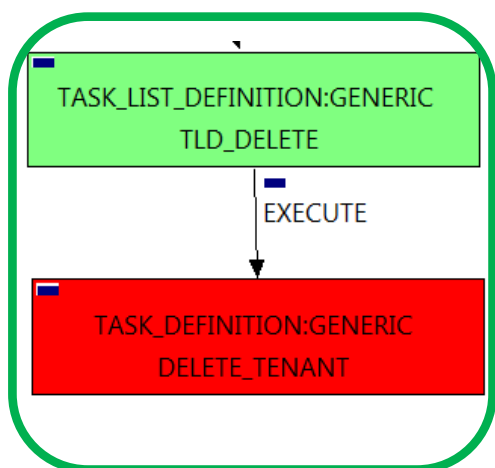 TASK_LIST_DEFINITION:GENERIC
TLD_DELETE
EXECUTE
TASK_DEFINITION:GENERIC
DELETE_TENANT